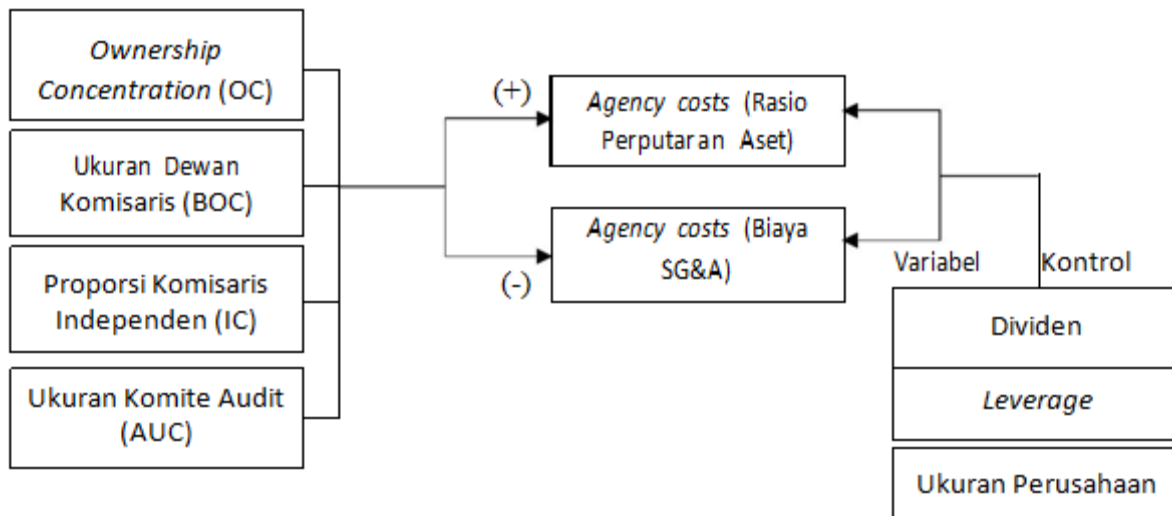 Ownership
Concentration (OC)
Ukuran Dewan
Komisaris (BOC)
Proporsi Komisaris
Independen (IC)
Ukuran Komite Audit
(AUC)
(+)
(-)
Agency costs (Rasio
Perputaran Aset)
Agency costs (Biaya
SG&A)
Variabel Kontrol
Dividen
Leverage
Ukuran Perusahaan